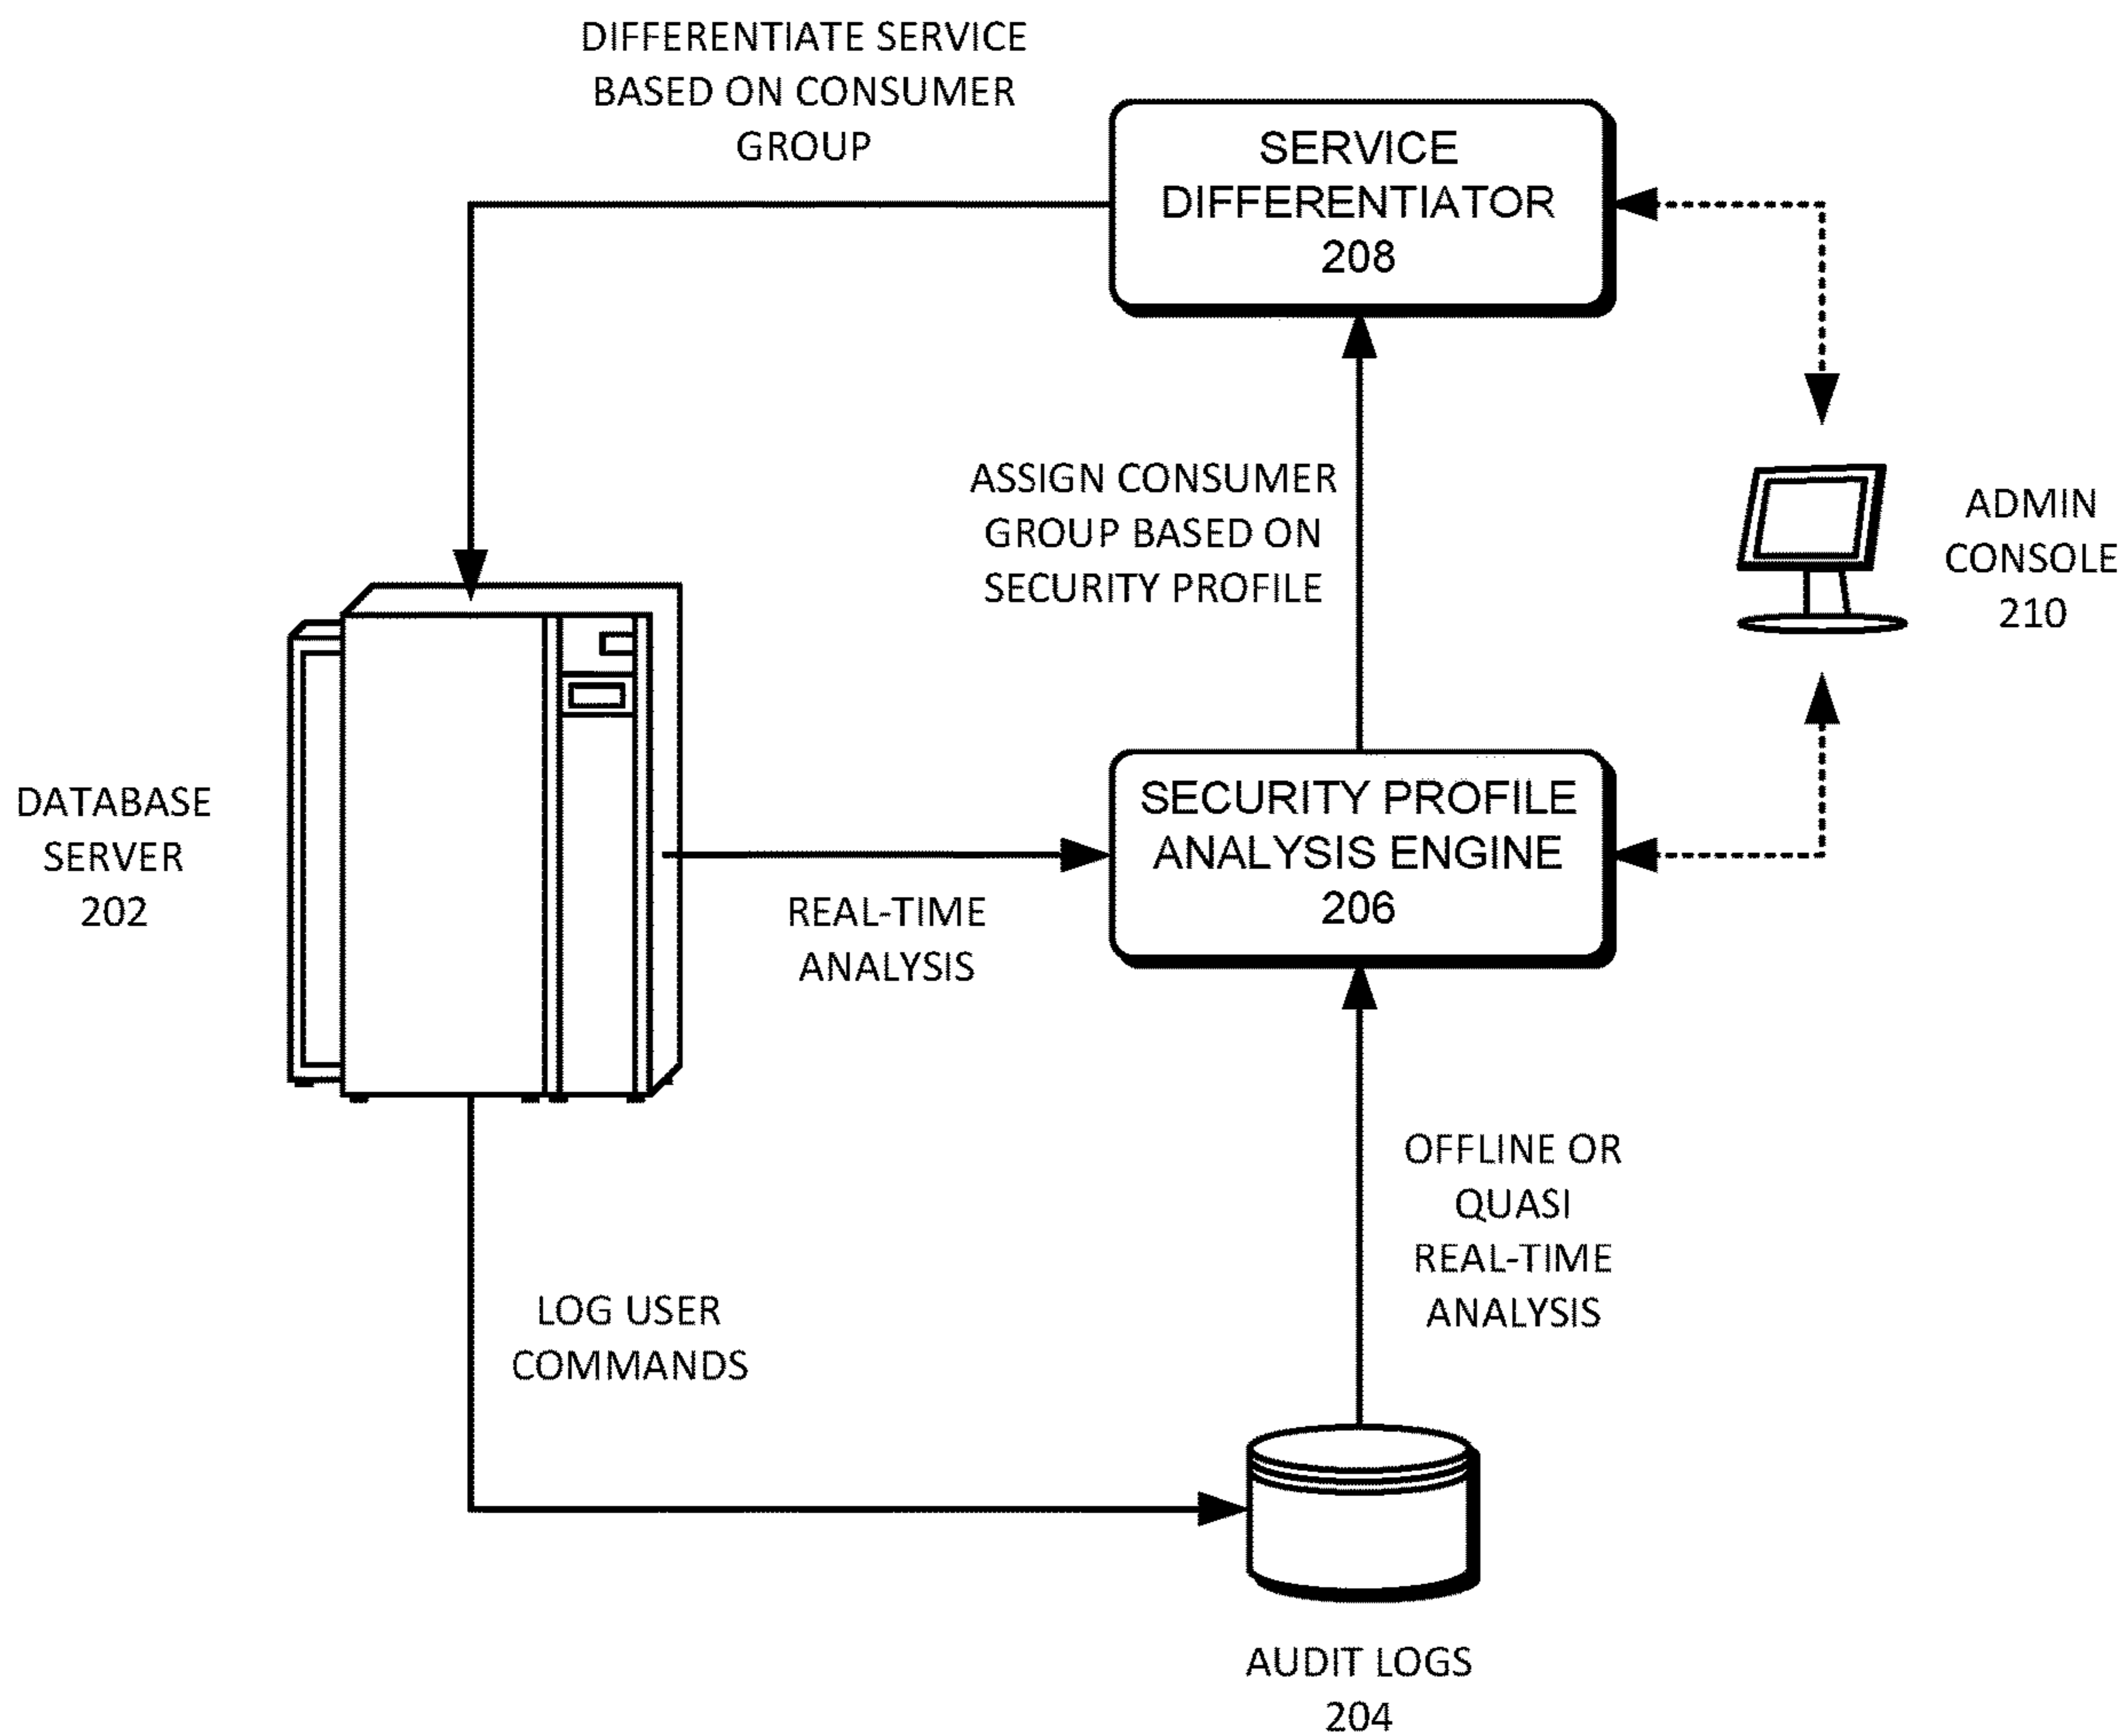 DIFFERENTIATE SERVICE
BASED ON CONSUMER
GROUP
SERVICE
DIFFERENTIATOR
208
ASSIGN CONSUMER
GROUP BASED ON
SECURITY PROFILE
ADMIN
CONSOLE
210
DATABASE
SERVER
202
SECURITY PROFILE
ANALYSIS ENGINE
206
REAL-TIME
ANALYSIS
OFFLINE OR
QUASI
REAL-TIME
ANALYSIS
LOG USER
COMMANDS
AUDIT LOGS
204